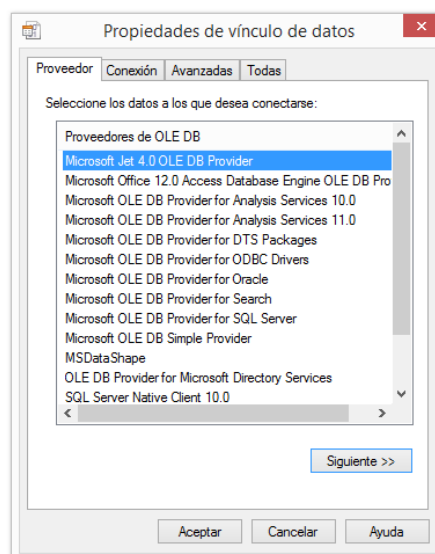 Propiedades de vínculo de datos
Proveedor Conexión Avanzadas Todas
Seleccione los datos a los que desea conectarse:
Proveedores de OLE DB
Microsoft Jet 4.0 OLE DB Provider
Microsoft Office 12.0 Access Database Engine OLE DB Pro
Microsoft OLE DB Provider for Analysis Services 10.0
Microsoft OLE DB Provider for Analysis Services 11.0
Microsoft OLE DB Provider for DTS Packages
Microsoft OLE DB Provider for ODBC Drivers
Microsoft OLE DB Provider for Oracle
Microsoft OLE DB Provider for Search
Microsoft OLE DB Provider for SQL Server
Microsoft OLE DB Simple Provider
MSDataShape
OLE DB Provider for Microsoft Directory Services
SQL Server Native Client 10.0
Siguiente >>
Aceptar Cancelar Ayuda